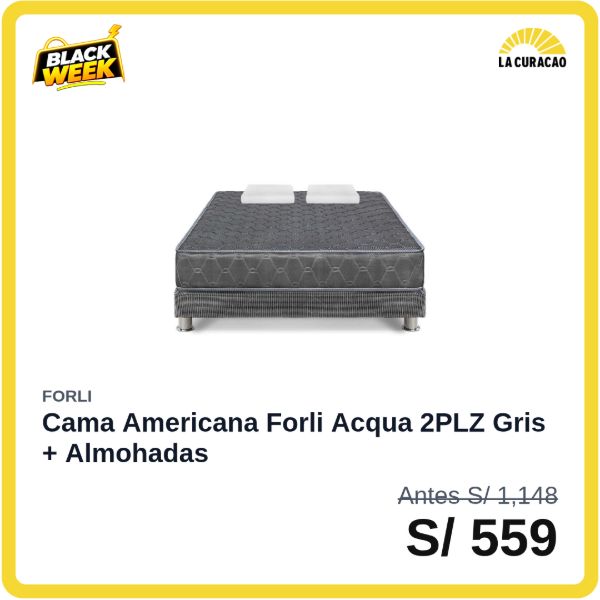 BLACK
WEEK
LA CURACAO
FORLI
Cama Americana Forli Acqua 2PLZ Gris
+ Almohadas
Antes S/ 1,148
S/ 559